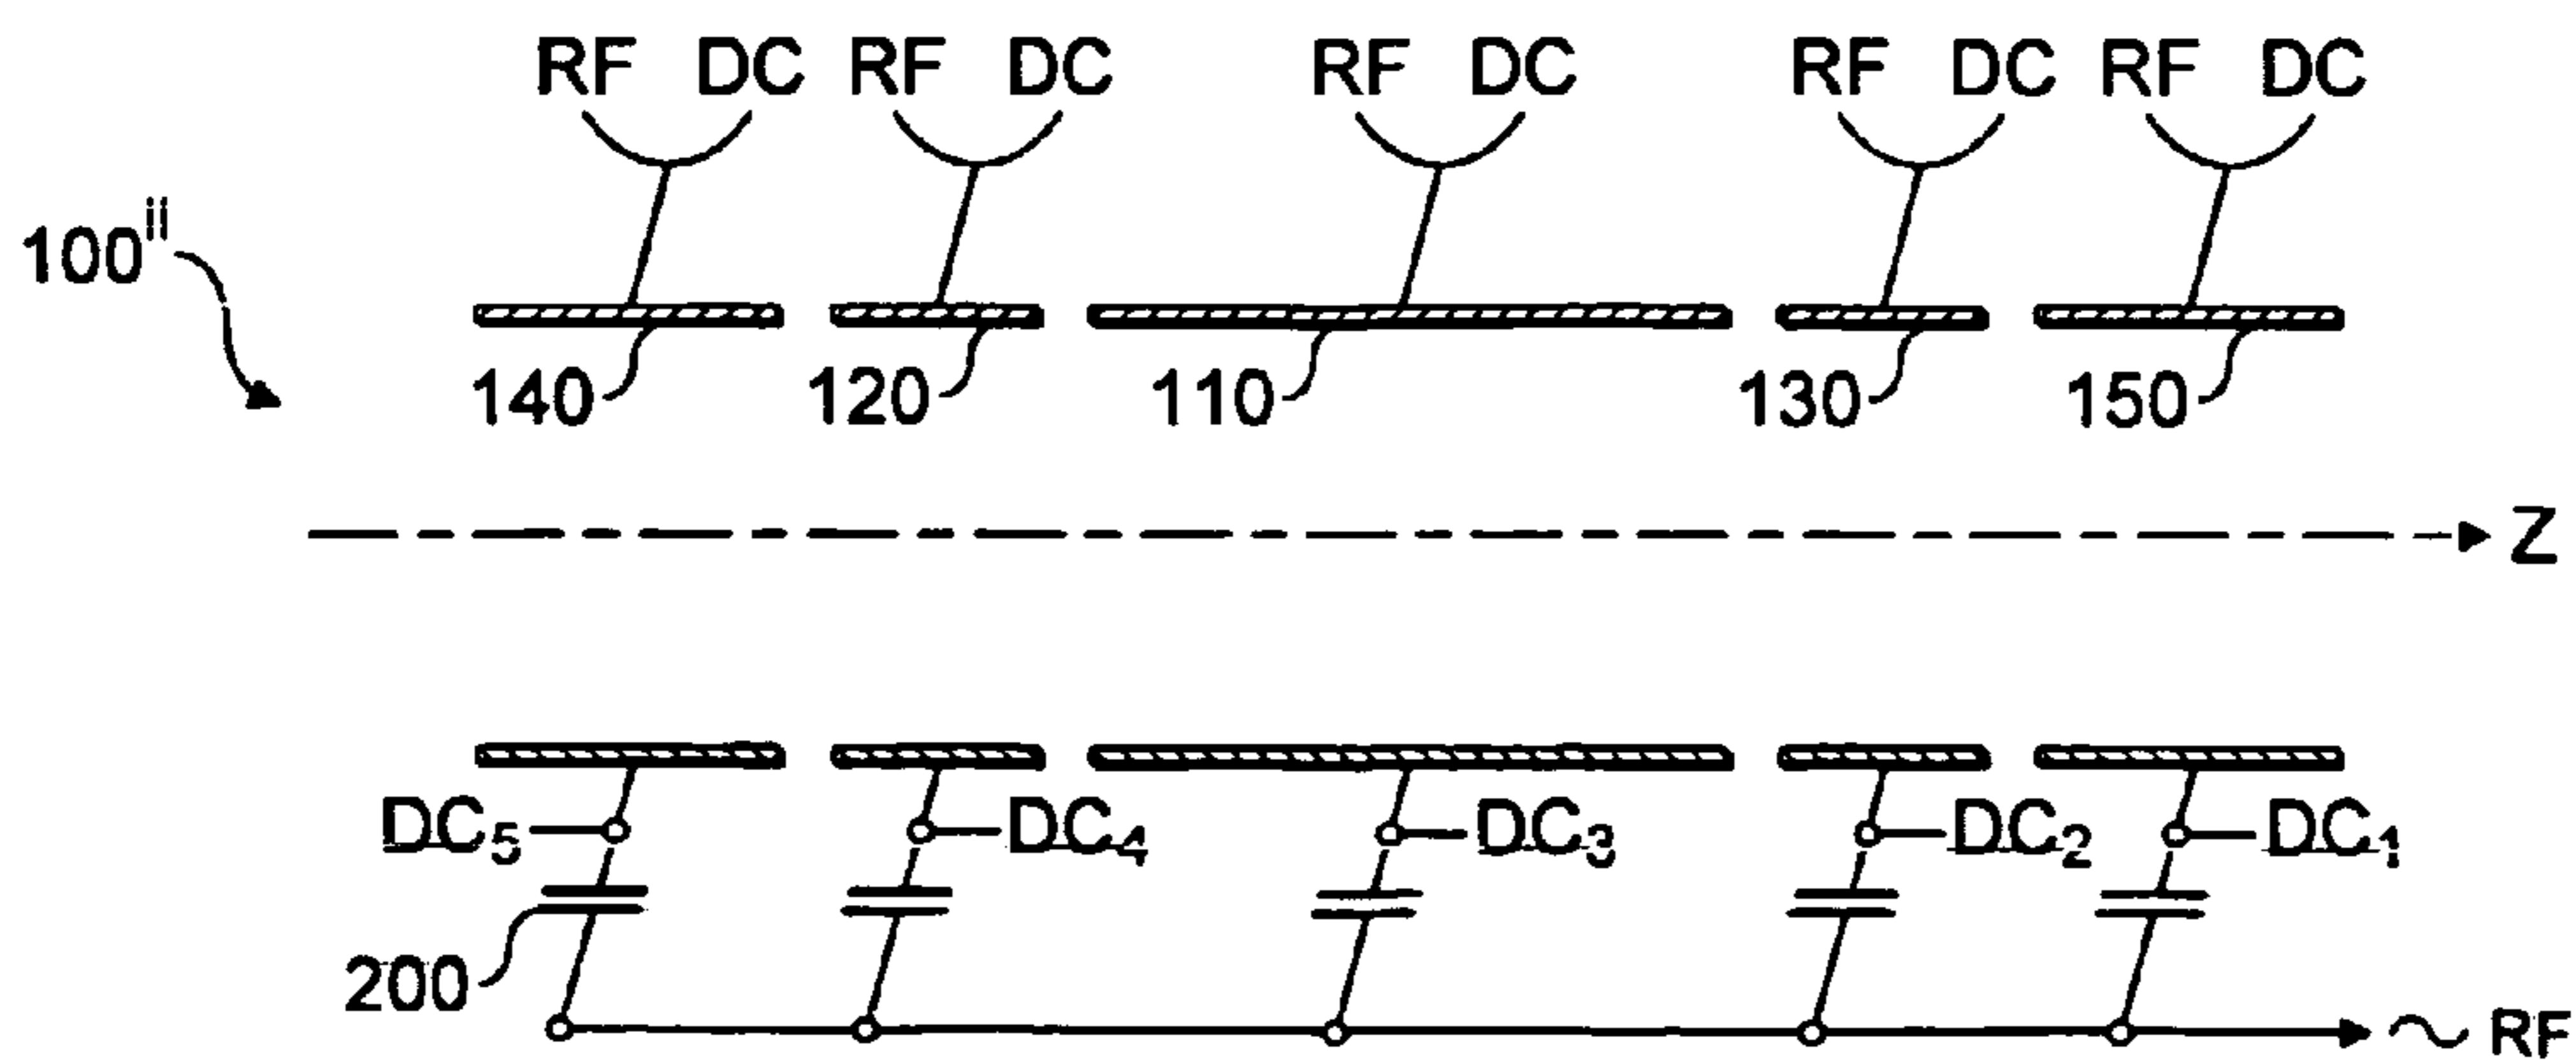 RF DC RF DC RF DC RF DC RF DC
100ii
140 120 110 130 150
Z
DC5 DC4 DC3 DC2 DC1
200
~ RF